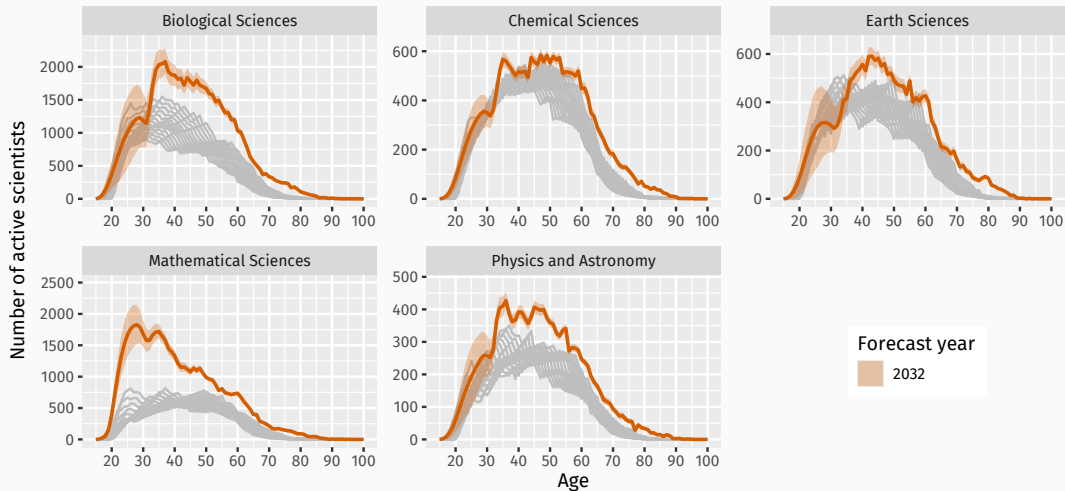 Biological Sciences
Chemical Sciences
Earth Sciences
Number of active scientists
2000
1500
1000
500
0
20 30 40 50 60 70 80 90 100
600
400
200
0
20 30 40 50 60 70 80 90 100
600
400
200
0
20 30 40 50 60 70 80 90 100
Mathematical Sciences
Physics and Astronomy
2500
2000
1500
1000
500
0
20 30 40 50 60 70 80 90 100
500
400
300
200
100
0
20 30 40 50 60 70 80 90 100
Age
Forecast year
2032